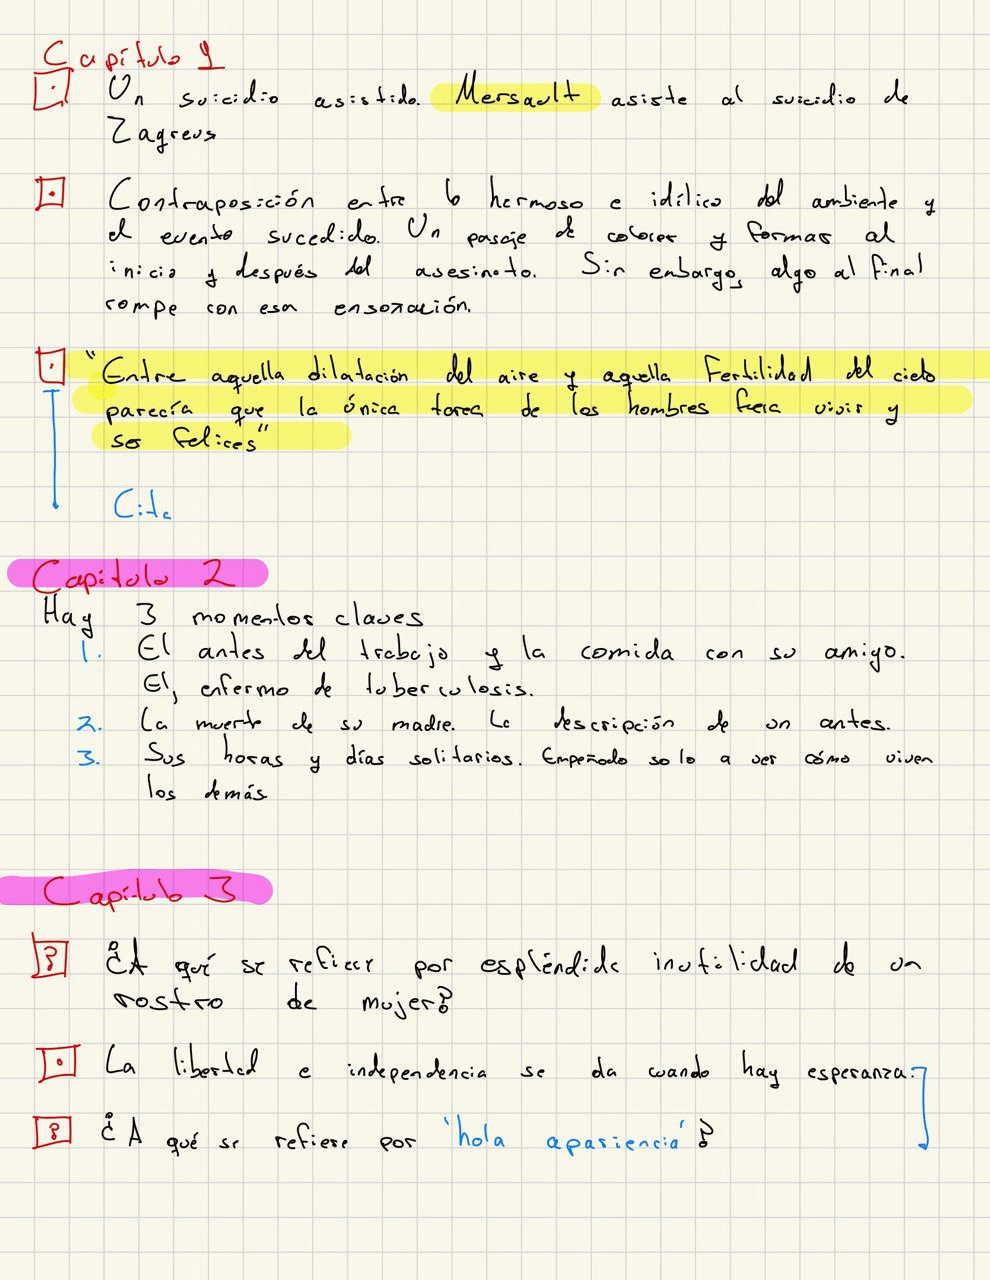 Capítulo 1
Un suicidio asistido. Mersault asiste al suicidio de
Zagreus
Contraposición entre lo hermoso e idílico del ambiente y
el evento sucedido. Un pasaje de colores y formas al
inicio y después del asesinato. Sin embargo, algo al final
rompe con esa ensoñación.
"Entre aquella dilatación del aire y aquella Fertilidad del cielo
parecía que la única tarea de los hombres fuera vivir y
ser felices"
Cita
Capítulo 2
Hay 3 momentos claves
1. El antes del trabajo y la comida con su amigo.
El, enfermo de tuberculosis.
2. La muerte de su madre. La descripción de un antes.
3. Sus horas y días solitarios. Empeñado solo a ver cómo viven
los demás
Capítulo 3
? ¿A qué se refiere por espléndida inutilidad de un
rostro de mujer?
La libertad e independencia se da cuando hay esperanza.
? ¿A qué se refiere por 'hola apariencia'?